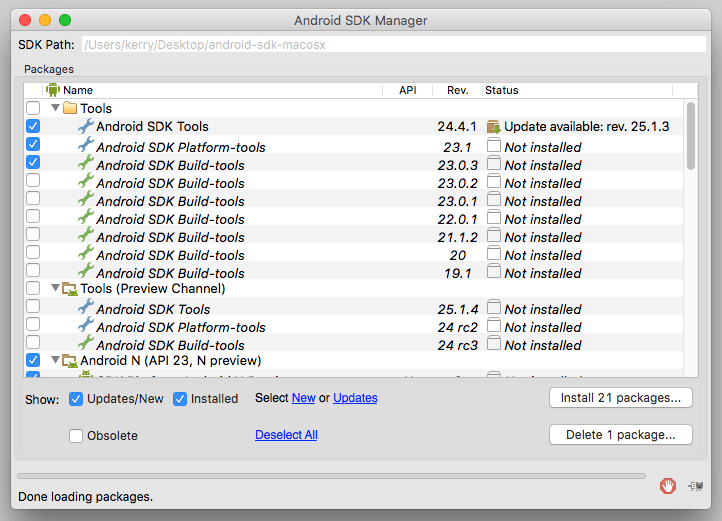 Android SDK Manager
SDK Path: /Users/kerry/Desktop/android-sdk-macosx
Packages
Name API Rev. Status
Tools
Android SDK Tools 24.4.1 Update available: rev. 25.1.3
Android SDK Platform-tools 23.1 Not installed
Android SDK Build-tools 23.0.3 Not installed
Android SDK Build-tools 23.0.2 Not installed
Android SDK Build-tools 23.0.1 Not installed
Android SDK Build-tools 22.0.1 Not installed
Android SDK Build-tools 21.1.2 Not installed
Android SDK Build-tools 20 Not installed
Android SDK Build-tools 19.1 Not installed
Tools (Preview Channel)
Android SDK Tools 25.1.4 Not installed
Android SDK Platform-tools 24 rc2 Not installed
Android SDK Build-tools 24 rc3 Not installed
Android N (API 23, N preview)
Show: Updates/New Installed Select New or Updates Install 21 packages...
Obsolete Deselect All Delete 1 package...
Done loading packages.